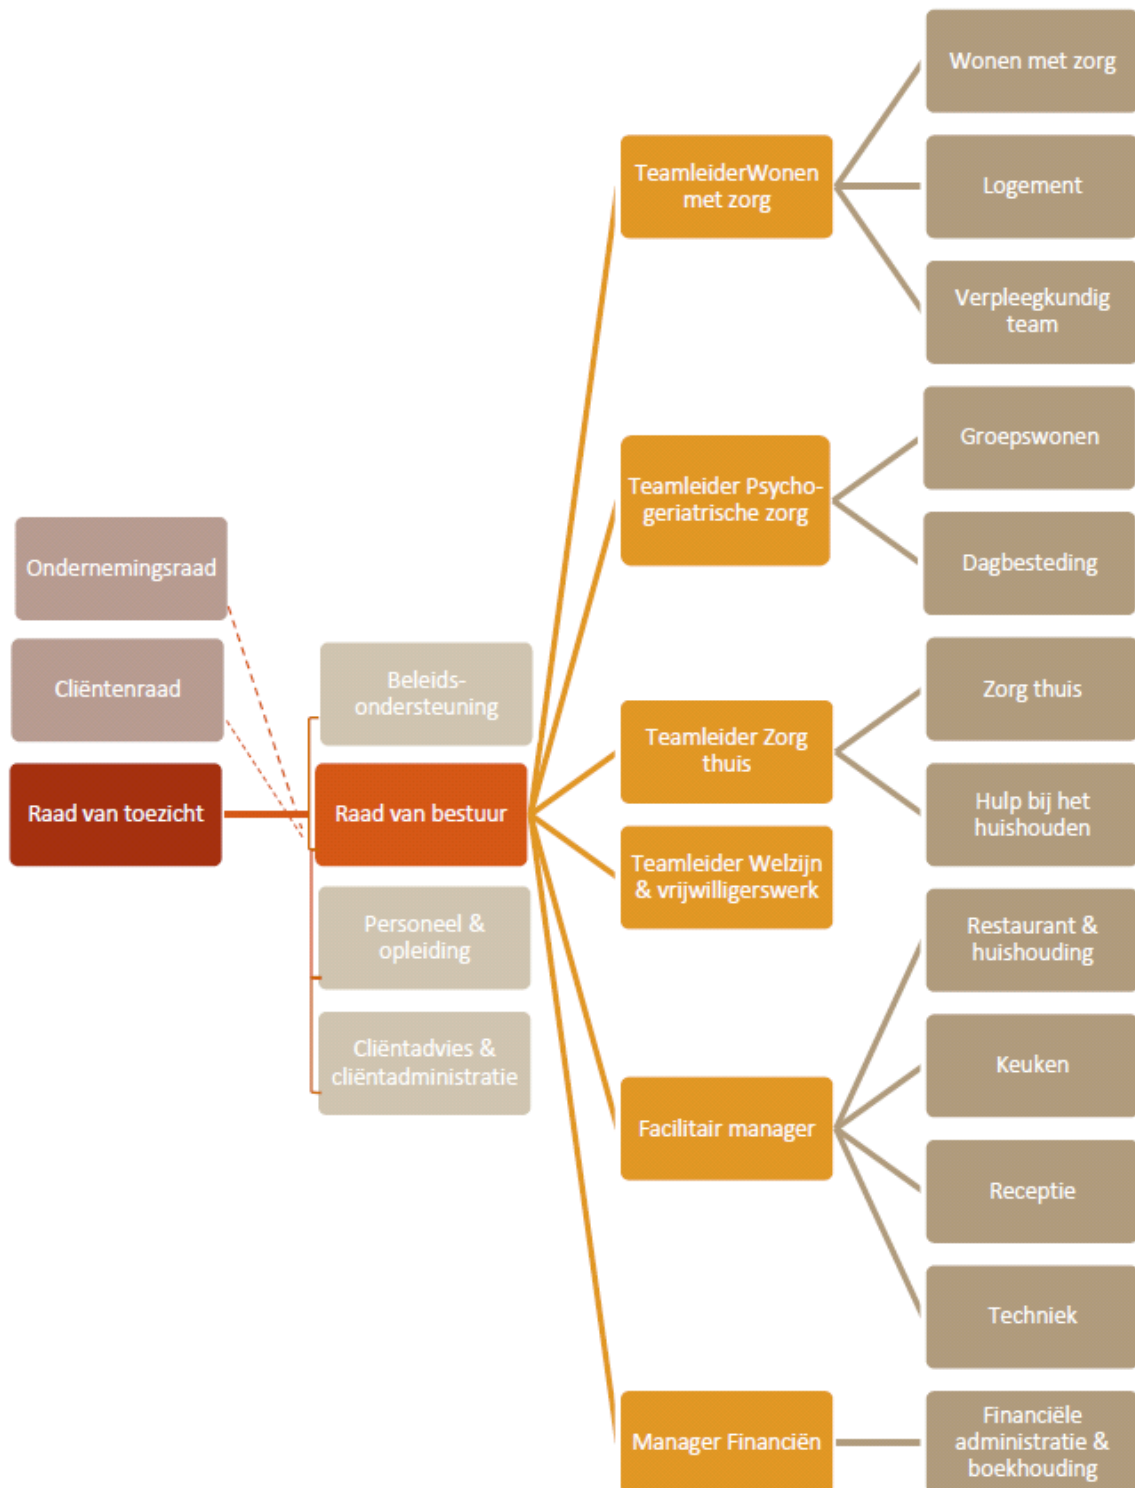 Wonen met zorg
TeamleiderWonen
met zorg
Logement
Verpleegkundig
team
Groepswonen
Teamleider Psycho-
geriatrische zorg
Dagbesteding
Ondernemingsraad
Cliëntenraad
Raad van toezicht
Beleids-
ondersteuning
Raad van bestuur
Personeel &
opleiding
Cliëntadvies &
cliëntadministratie
Teamleider Zorg
thuis
Zorg thuis
Hulp bij het
huishouden
Teamleider Welzijn
& vrijwilligerswerk
Facilitair manager
Restaurant &
huishouding
Keuken
Receptie
Techniek
Manager Financiën
Financiële
administratie &
boekhouding